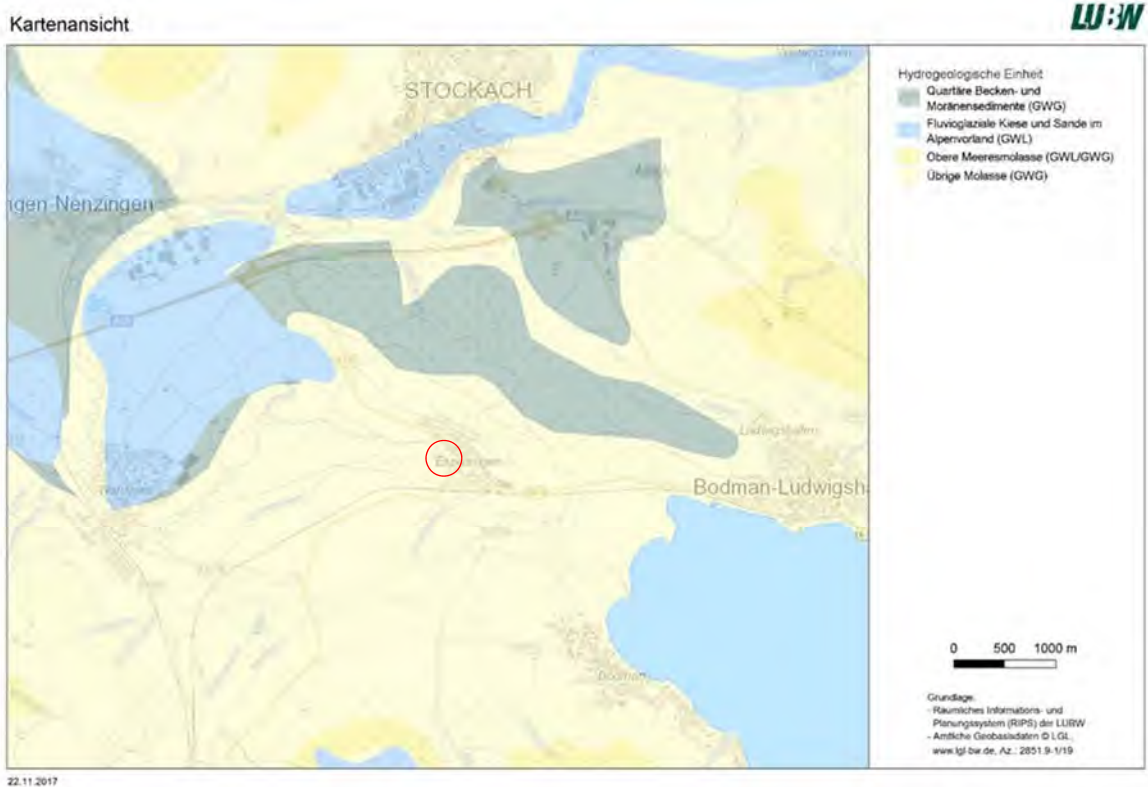 Kartenansicht
LUBW
STOCKACH
igen-Nenzingen
Bodman-Ludwigsh
Ludwigshafen
Bodman
Hydrogeologische Einheit
Quartäre Becken- und
Moränensedimente (GWG)
Fluvioglaziale Kiese und Sande im
Alpenvorland (GWL)
Obere Meeresmolasse (GWL/GWG)
Übrige Molasse (GWG)
0 500 1000 m
Grundlage:
- Räumliches Informations- und
Planungssystem (RIPS) der LUBW
- Amtliche Geobasisdaten © LGL,
www.lgl-bw.de, Az.: 2851.9-1/19
22.11.2017